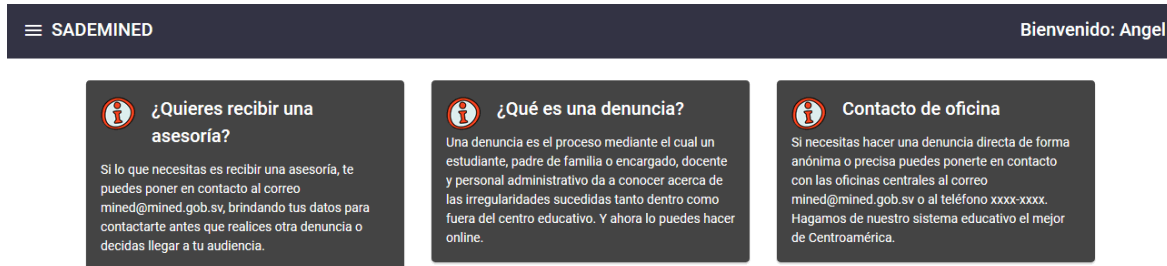 SADEMINED
Bienvenido: Angel
¿Quieres recibir una
asesoría?
Si lo que necesitas es recibir una asesoría, te
puedes poner en contacto al correo
mined@mined.gob.sv, brindando tus datos para
contactarte antes que realices otra denuncia o
decidas llegar a tu audiencia.
¿Qué es una denuncia?
Una denuncia es el proceso mediante el cual un
estudiante, padre de familia o encargado, docente
y personal administrativo da a conocer acerca de
las irregularidades sucedidas tanto dentro como
fuera del centro educativo. Y ahora lo puedes hacer
online.
Contacto de oficina
Si necesitas hacer una denuncia directa de forma
anónima o precisa puedes ponerte en contacto
con las oficinas centrales al correo
mined@mined.gob.sv o al teléfono xxxx-xxxx.
Hagamos de nuestro sistema educativo el mejor
de Centroamérica.